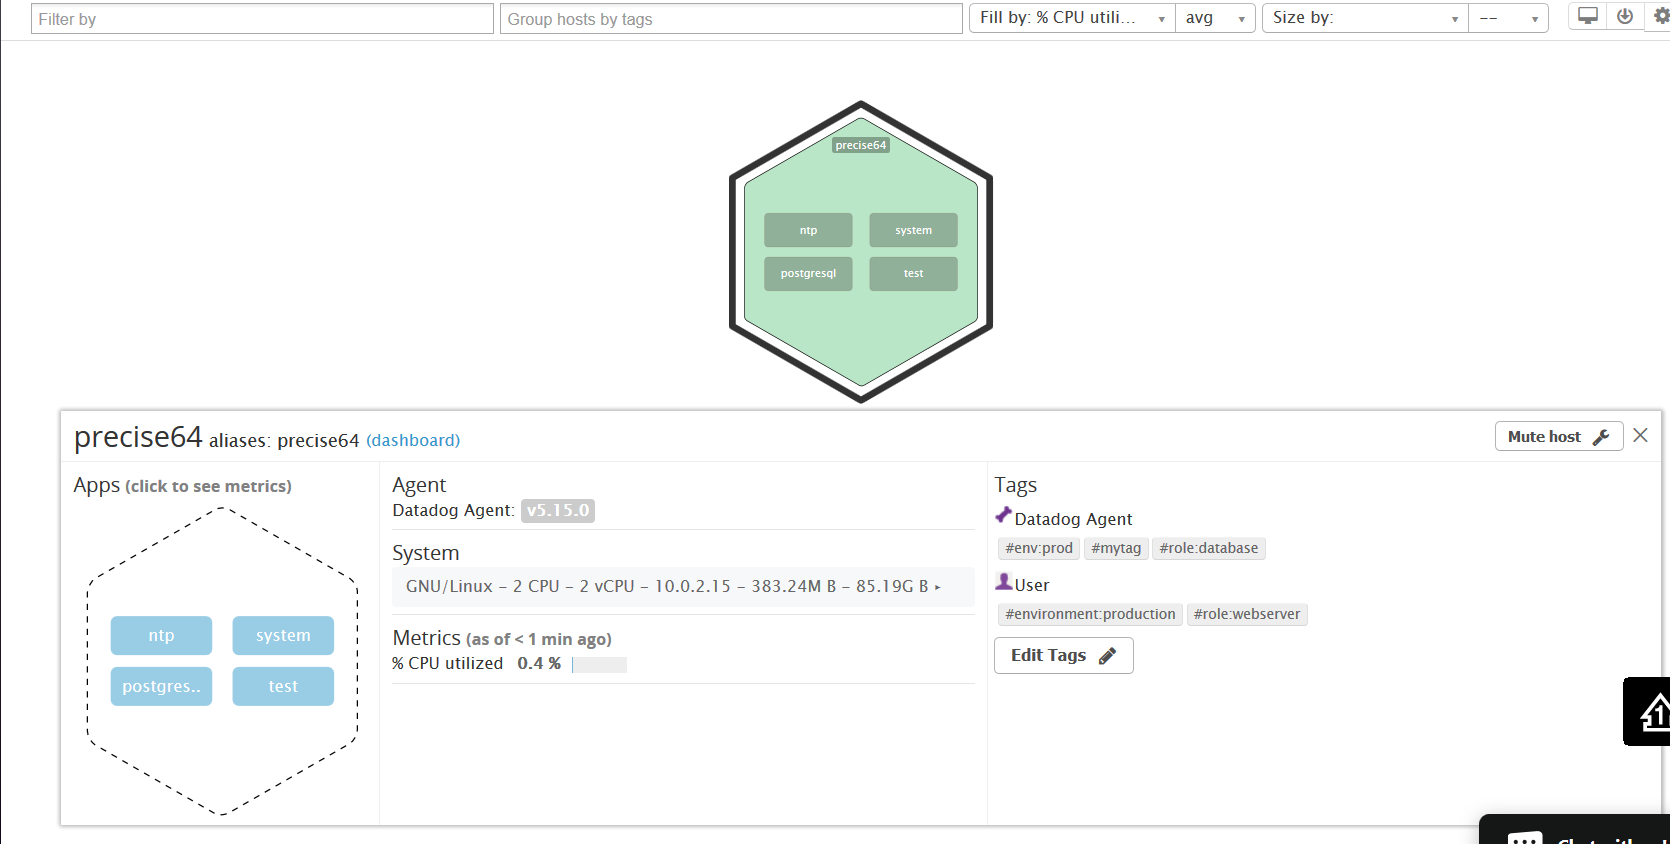 Filter by
Group hosts by tags
Fill by: % CPU utili...
avg
Size by:
--
precise64
ntp
system
postgresql
test
precise64 aliases: precise64 (dashboard)
Mute host
Apps (click to see metrics)
ntp
system
postgres..
test
Agent
Datadog Agent: v5.15.0
System
GNU/Linux – 2 CPU – 2 vCPU – 10.0.2.15 – 383.24M B – 85.19G B ▸
Metrics (as of < 1 min ago)
% CPU utilized 0.4 %
Tags
Datadog Agent
#env:prod #mytag #role:database
User
#environment:production #role:webserver
Edit Tags
1